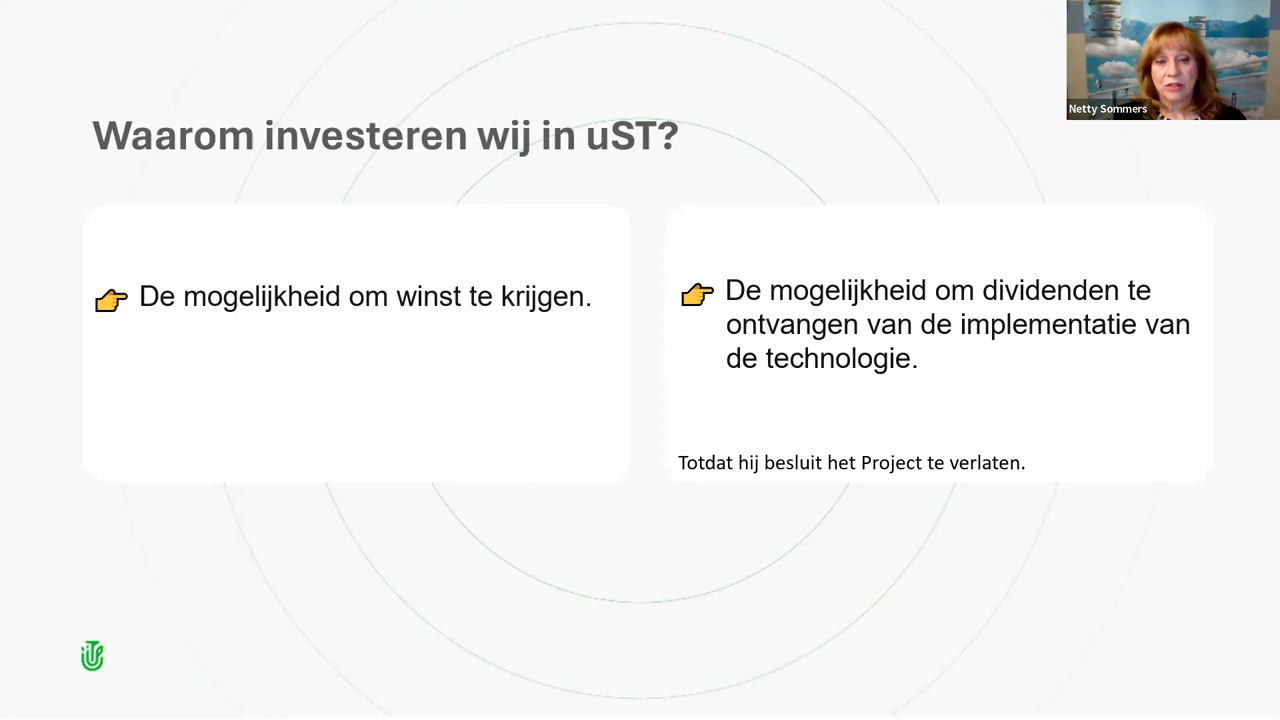 Netty Sommers
Waarom investeren wij in uST?
De mogelijkheid om winst te krijgen.
De mogelijkheid om dividenden te
ontvangen van de implementatie van
de technologie.
Totdat hij besluit het Project te verlaten.